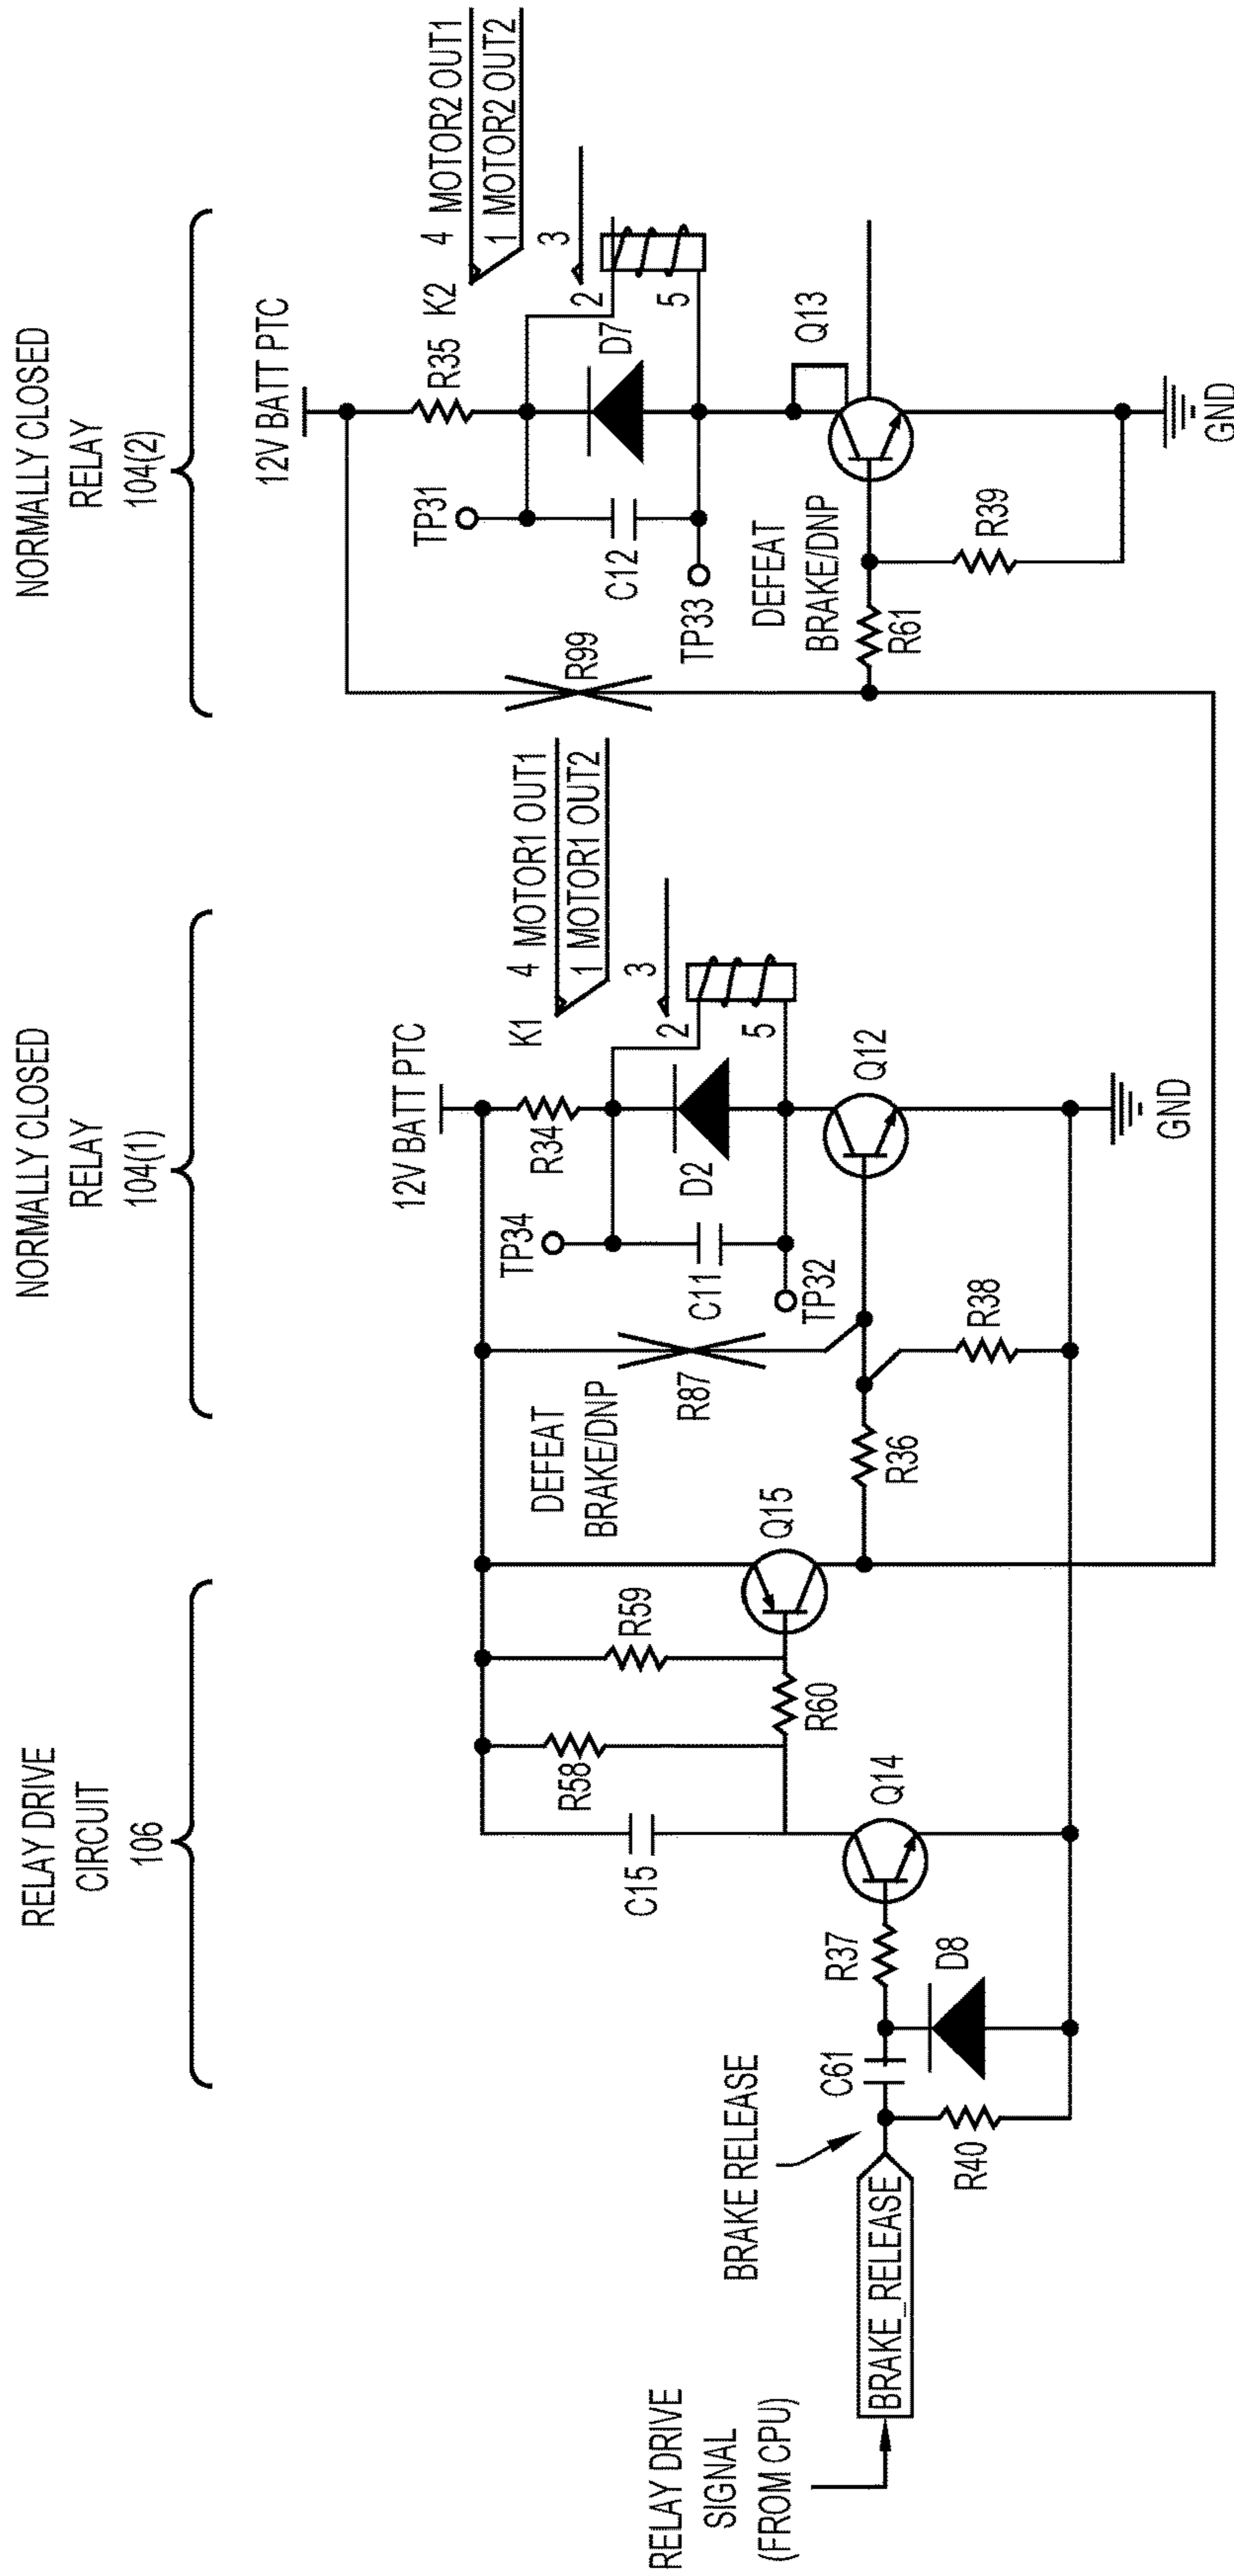 RELAY DRIVE
CIRCUIT
106
NORMALLY CLOSED
RELAY
104(1)
NORMALLY CLOSED
RELAY
104(2)
RELAY DRIVE
SIGNAL
(FROM CPU)
BRAKE_RELEASE
BRAKE RELEASE
R40
C61
D8
R37
Q14
C15
R58
R60
R59
Q15
DEFEAT
BRAKE/DNP
R36
R87
R38
12V BATT PTC
TP34
C11
TP32
R34
D2
Q12
GND
K1
2
5
3
4 MOTOR1 OUT1
1 MOTOR1 OUT2
12V BATT PTC
R99
TP31
C12
TP33
DEFEAT
BRAKE/DNP
R61
R39
R35
D7
Q13
GND
K2
2
5
3
4 MOTOR2 OUT1
1 MOTOR2 OUT2